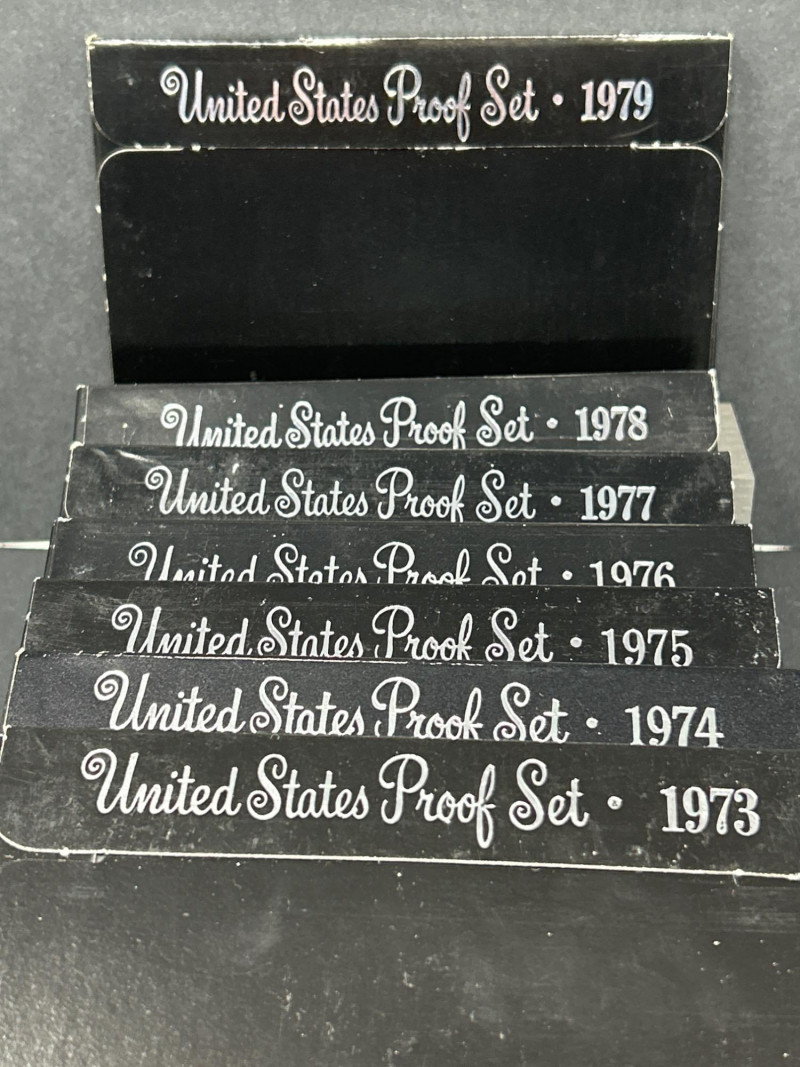 United States Proof Set • 1979
United States Proof Set • 1978
United States Proof Set • 1977
United States Proof Set • 1976
United States Proof Set • 1975
United States Proof Set • 1974
United States Proof Set • 1973